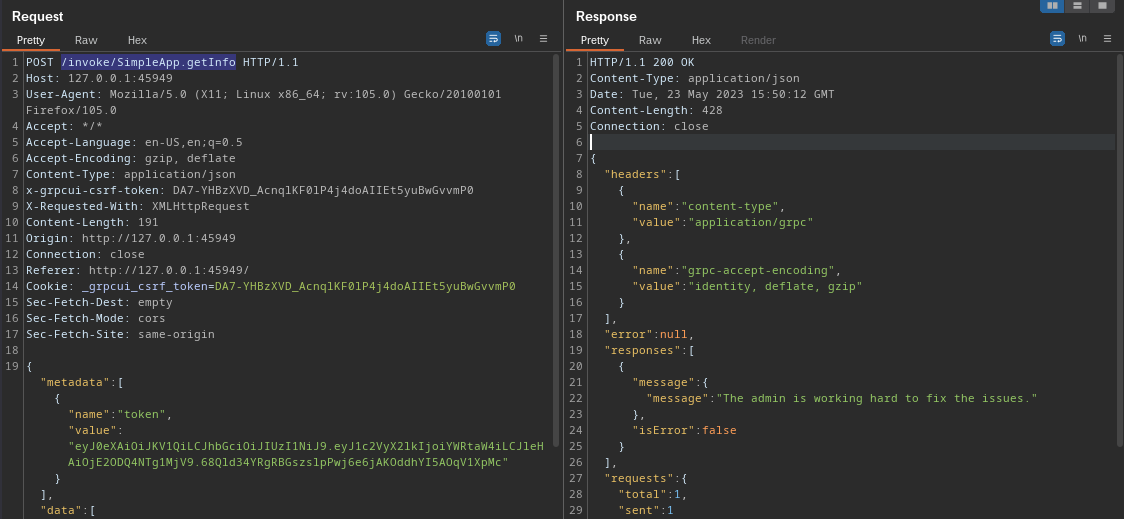 Request
Pretty Raw Hex \n
1 POST /invoke/SimpleApp.getInfo HTTP/1.1
2 Host: 127.0.0.1:45949
3 User-Agent: Mozilla/5.0 (X11; Linux x86_64; rv:105.0) Gecko/20100101
Firefox/105.0
4 Accept: */*
5 Accept-Language: en-US,en;q=0.5
6 Accept-Encoding: gzip, deflate
7 Content-Type: application/json
8 x-grpcui-csrf-token: DA7-YHBzXVD_AcnqlKF0lP4j4doAIIEt5yuBwGvvmP0
9 X-Requested-With: XMLHttpRequest
10 Content-Length: 191
11 Origin: http://127.0.0.1:45949
12 Connection: close
13 Referer: http://127.0.0.1:45949/
14 Cookie: _grpcui_csrf_token=DA7-YHBzXVD_AcnqlKF0lP4j4doAIIEt5yuBwGvvmP0
15 Sec-Fetch-Dest: empty
16 Sec-Fetch-Mode: cors
17 Sec-Fetch-Site: same-origin
18
19 {
"metadata":[
{
"name":"token",
"value":
"eyJ0eXAiOiJKV1QiLCJhbGciOiJIUzI1NiJ9.eyJ1c2VyX2lkIjoiYWRtaW4iLCJleH
AiOjE2ODQ4NTg1MjV9.68Qld34YRgRBGszslpPwj6e6jAKOddhYI5AOqV1XpMc"
}
],
"data":[
Response
Pretty Raw Hex Render \n
1 HTTP/1.1 200 OK
2 Content-Type: application/json
3 Date: Tue, 23 May 2023 15:50:12 GMT
4 Content-Length: 428
5 Connection: close
6
7 {
8 "headers":[
9 {
10 "name":"content-type",
11 "value":"application/grpc"
12 },
13 {
14 "name":"grpc-accept-encoding",
15 "value":"identity, deflate, gzip"
16 }
17 ],
18 "error":null,
19 "responses":[
20 {
21 "message":{
22 "message":"The admin is working hard to fix the issues."
23 },
24 "isError":false
25 }
26 ],
27 "requests":{
28 "total":1,
29 "sent":1